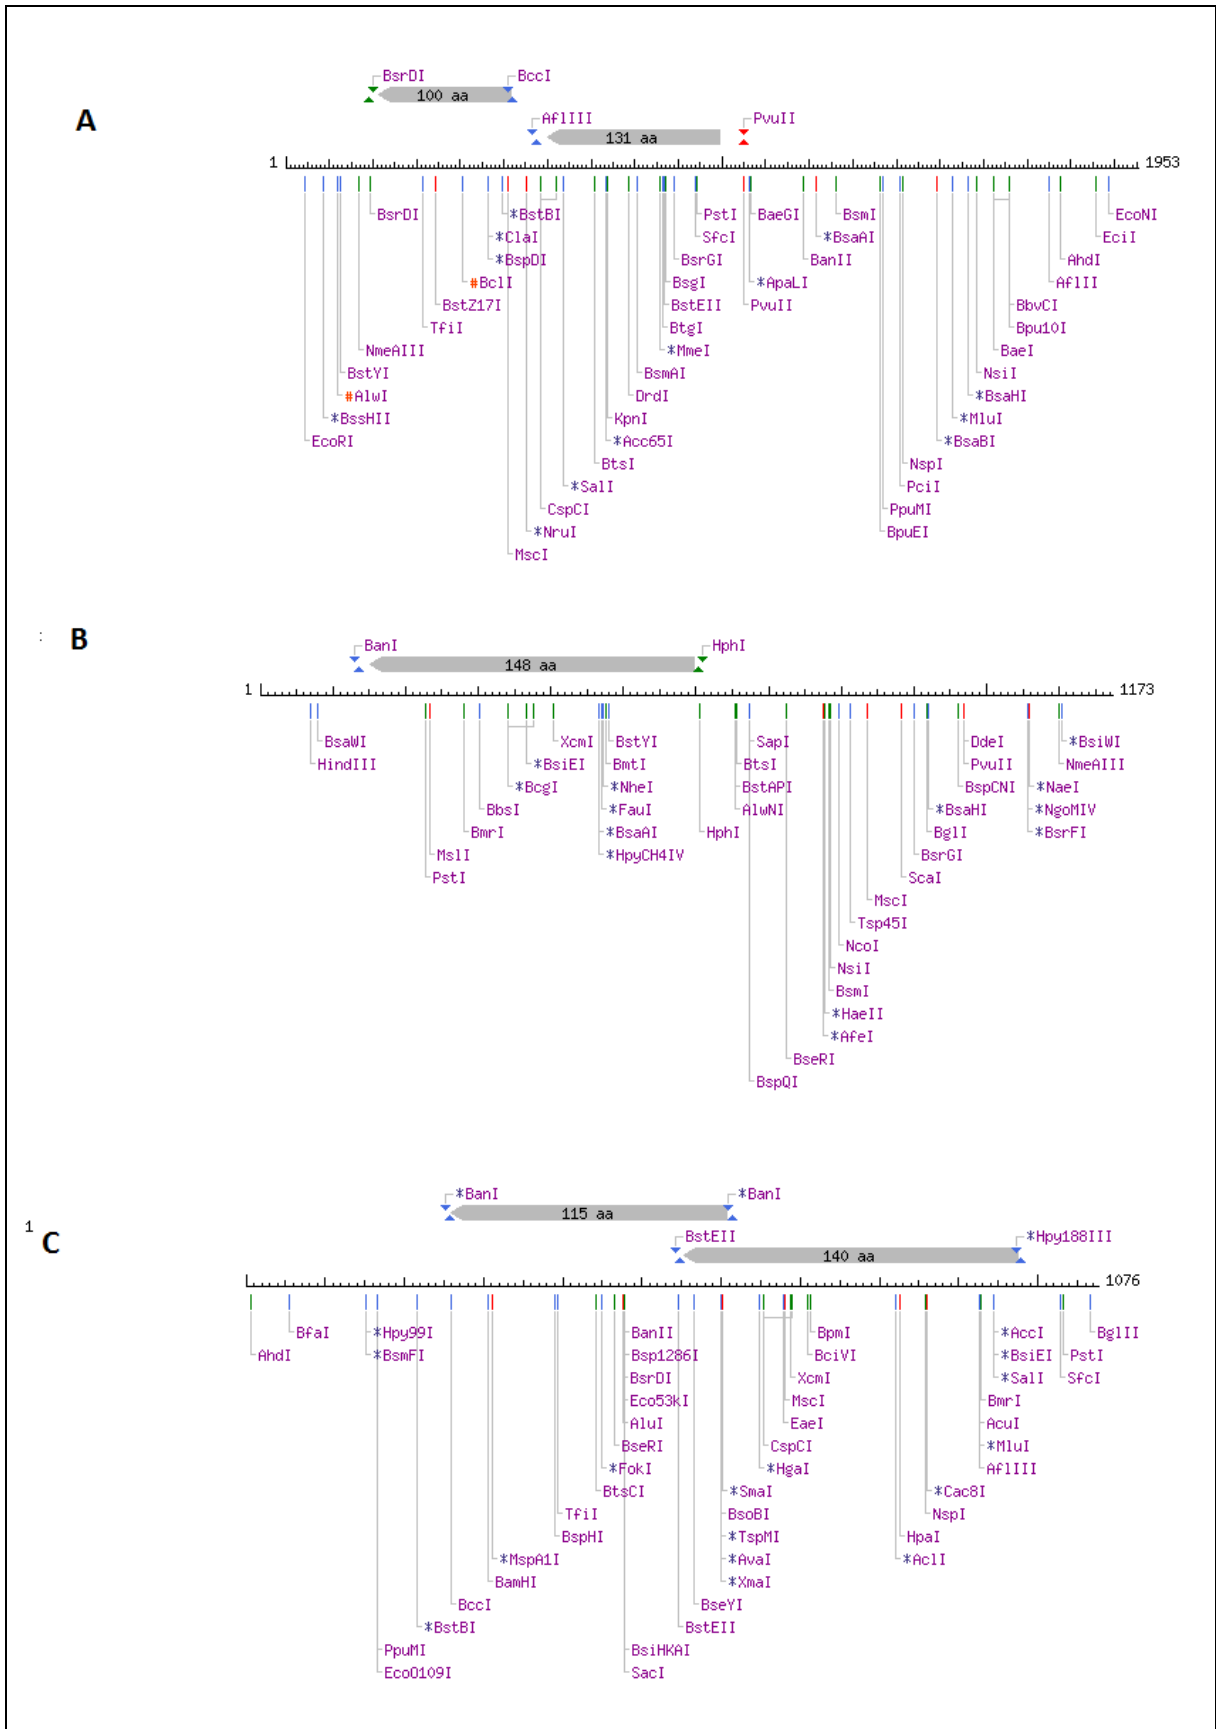 BsrDI BccI
100 aa
A AflIII PvuII
131 aa
1 1953
BsrDI *BstBI PstI BaeGI BsmI EcoNI
*ClaI SfcI *BsaAI EciI
*BspDI BsrGI BanII AhdI
#BclI BsgI *ApaLI AflII
BstZ17I BstEII PvuII BbvCI
TfiI BtgI Bpu10I
NmeAIII *MmeI BaeI
BstYI BsmAI NsiI
#AlwI DrdI *BsaHI
*BssHII KpnI *MluI
EcoRI *Acc65I *BsaBI
BtsI NspI
*SalI PciI
CspCI PpuMI
*NruI BpuEI
MscI
: B BanI HphI
148 aa
1 1173
BsaWI XcmI BstYI SapI DdeI *BsiWI
HindIII *BsiEI BmtI BtsI PvuII NmeAIII
*BcgI *NheI BstAPI BspCNI *NaeI
BbsI *FauI AlwNI *BsaHI *NgoMIV
BmrI *BsaAI HphI BglI *BsrFI
MslI *HpyCH4IV BsrGI
PstI ScaI
MscI
Tsp45I
NcoI
NsiI
BsmI
*HaeII
*AfeI
BseRI
BspQI
*BanI *BanI
115 aa
1 C BstEII *Hpy188III
140 aa
1076
BfaI *Hpy99I BanII BpmI *AccI BglII
AhdI *BsmFI Bsp1286I BciVI *BsiEI PstI
BsrDI XcmI *SalI SfcI
Eco53kI MscI BmrI
AluI EaeI AcuI
BseRI CspCI *MluI
*FokI *HgaI AflIII
BtsCI *SmaI *Cac8I
TfiI BsoBI NspI
BspHI *TspMI HpaI
*MspA1I *AvaI *AclI
BamHI *XmaI
BccI BseYI
*BstBI BstEII
PpuMI BsiHKAI
EcoO109I SacI